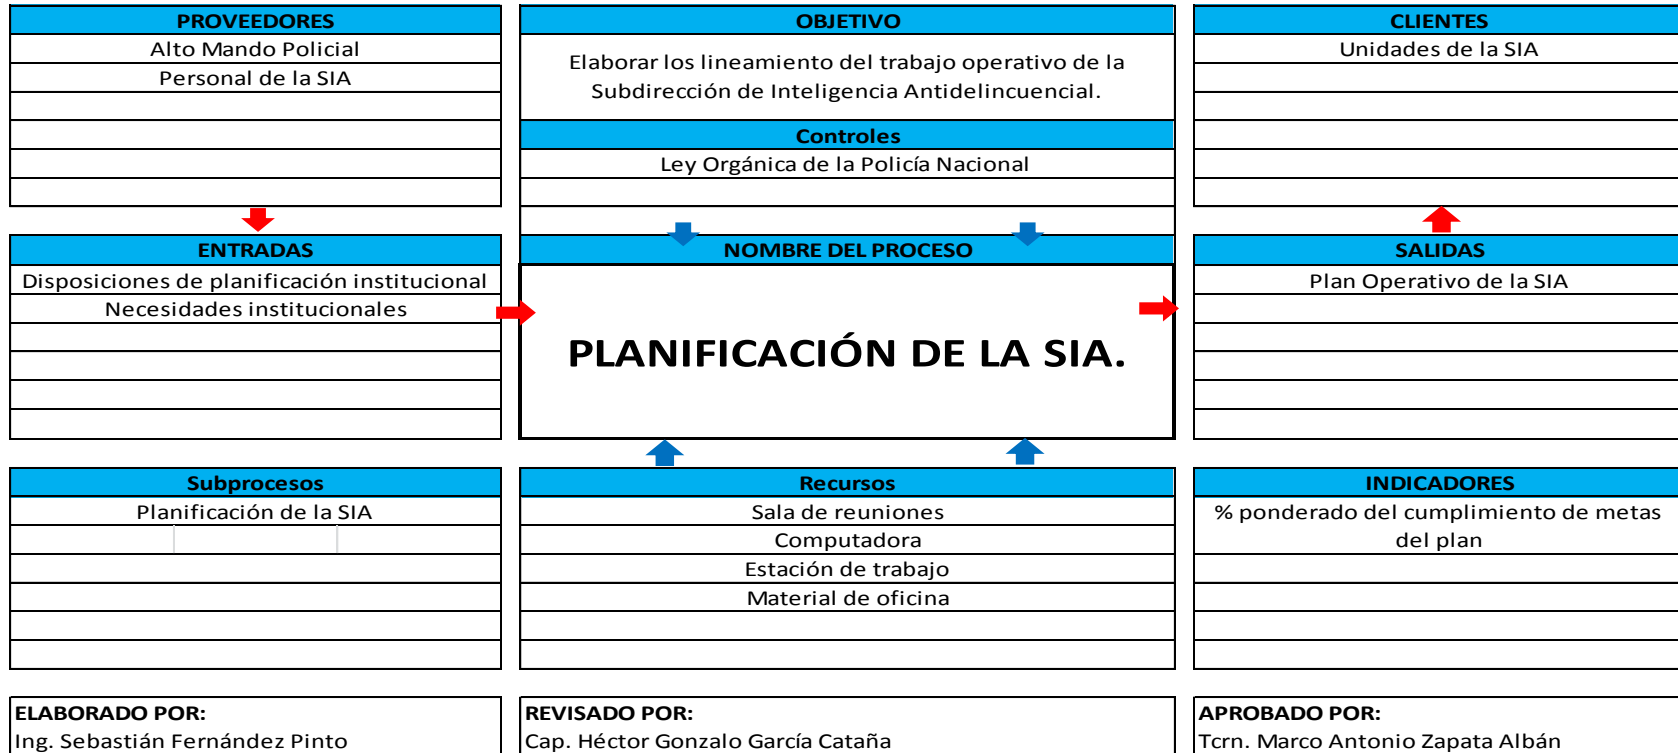 PROVEEDORES
Alto Mando Policial
Personal de la SIA
OBJETIVO
Elaborar los lineamiento del trabajo operativo de la
Subdirección de Inteligencia Antidelincuencial.
Controles
Ley Orgánica de la Policía Nacional
CLIENTES
Unidades de la SIA
ENTRADAS
Disposiciones de planificación institucional
Necesidades institucionales
NOMBRE DEL PROCESO
PLANIFICACIÓN DE LA SIA.
SALIDAS
Plan Operativo de la SIA
Subprocesos
Planificación de la SIA
Recursos
Sala de reuniones
Computadora
Estación de trabajo
Material de oficina
INDICADORES
% ponderado del cumplimiento de metas
del plan
ELABORADO POR:
Ing. Sebastián Fernández Pinto
REVISADO POR:
Cap. Héctor Gonzalo García Cataña
APROBADO POR:
Tcrn. Marco Antonio Zapata Albán